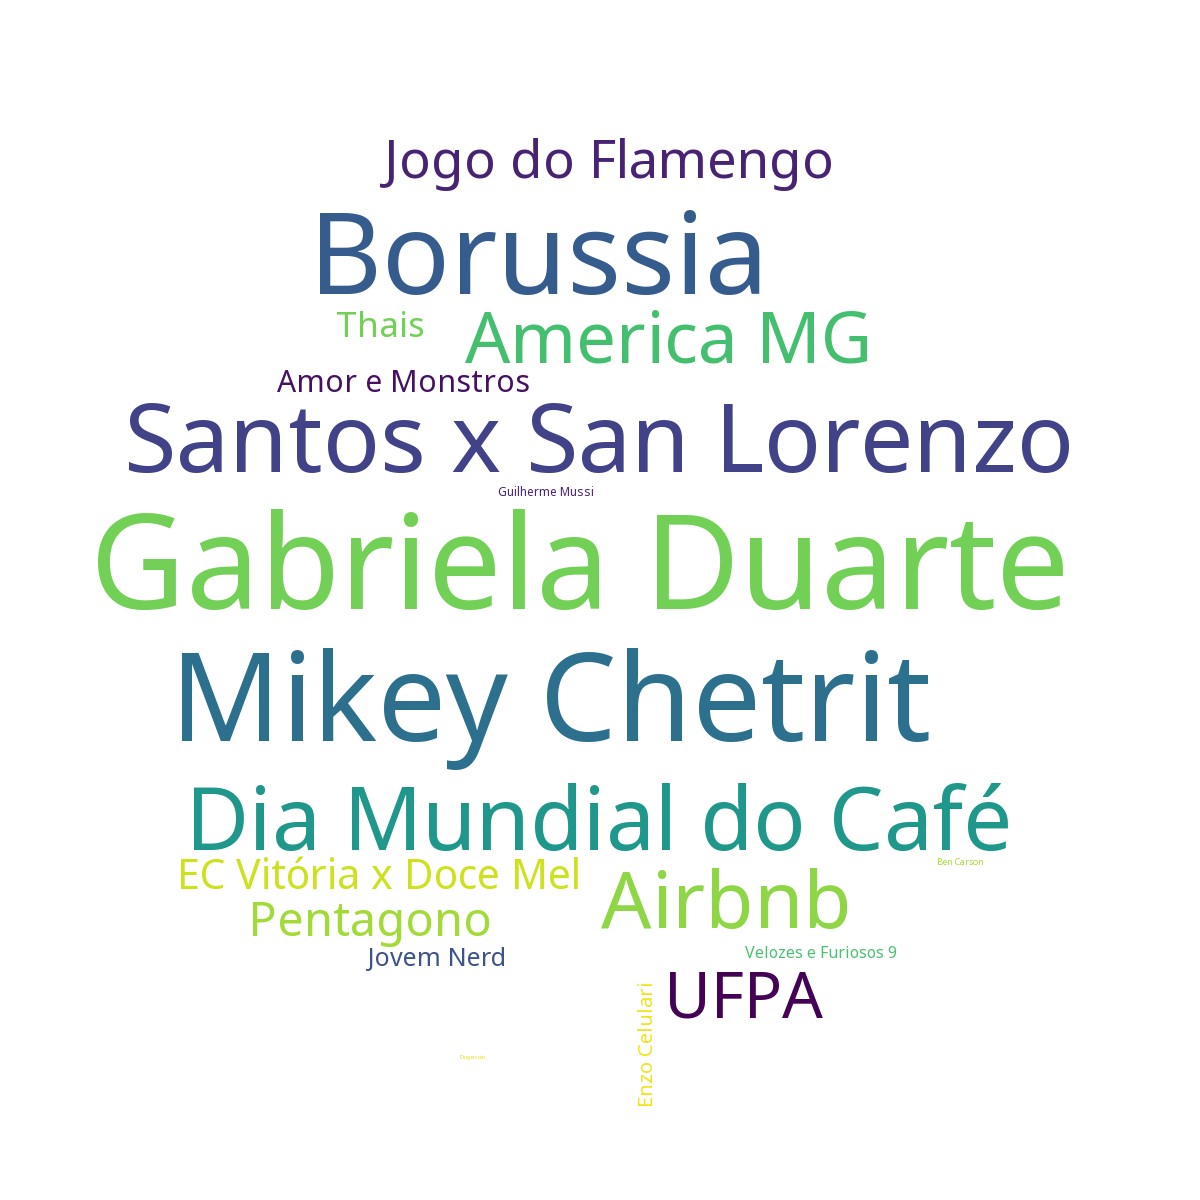 Jogo do Flamengo
Borussia
Thais
America MG
Amor e Monstros
Santos x San Lorenzo
Guilherme Mussi
Gabriela Duarte
Mikey Chetrit
Dia Mundial do Café
EC Vitória x Doce Mel
Ben Carson
Airbnb
Pentagono
Jovem Nerd
Velozes e Furiosos 9
UFPA
Enzo Celulari